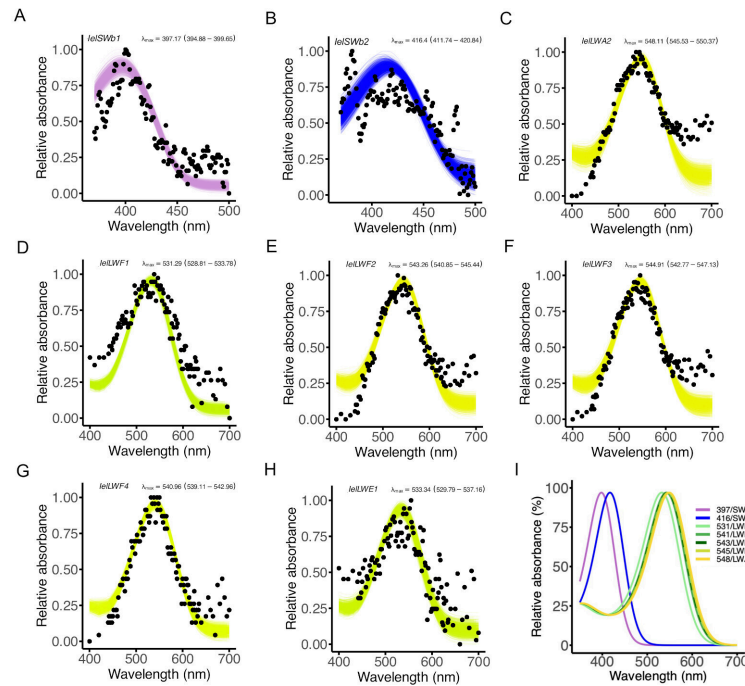 A
lelSWb1 λmax = 397.17 (394.88 − 399.65)
Relative absorbance
1.00
0.75
0.50
0.25
0.00
400
450
500
Wavelength (nm)
B
lelSWb2 λmax = 416.4 (411.74 − 420.84)
Relative absorbance
1.00
0.75
0.50
0.25
0.00
400
450
500
Wavelength (nm)
C
lelLWA2 λmax = 548.11 (545.53 − 550.37)
Relative absorbance
1.00
0.75
0.50
0.25
0.00
400
500
600
700
Wavelength (nm)
D
lelLWF1 λmax = 531.29 (528.81 − 533.78)
Relative absorbance
1.00
0.75
0.50
0.25
0.00
400
500
600
700
Wavelength (nm)
E
lelLWF2 λmax = 543.26 (540.85 − 545.44)
Relative absorbance
1.00
0.75
0.50
0.25
0.00
400
500
600
700
Wavelength (nm)
F
lelLWF3 λmax = 544.91 (542.77 − 547.13)
Relative absorbance
1.00
0.75
0.50
0.25
0.00
400
500
600
700
Wavelength (nm)
G
lelLWF4 λmax = 540.96 (539.11 − 542.96)
Relative absorbance
1.00
0.75
0.50
0.25
0.00
400
500
600
700
Wavelength (nm)
H
lelLWE1 λmax = 533.34 (529.79 − 537.16)
Relative absorbance
1.00
0.75
0.50
0.25
0.00
400
500
600
700
Wavelength (nm)
I
Relative absorbance (%)
100
75
50
25
0
400
500
600
700
Wavelength (nm)
397/SW
416/SW
531/LW
541/LW
543/LW
545/LW
548/LW